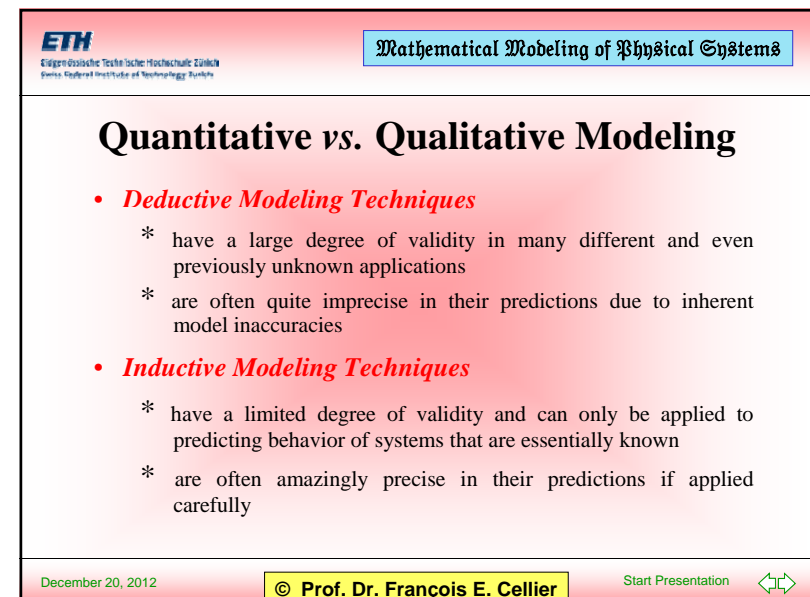 ETH
Eidgenössische Technische Hochschule Zürich
Swiss Federal Institute of Technology Zurich
Mathematical Modeling of Physical Systems
Quantitative vs. Qualitative Modeling
• Deductive Modeling Techniques
* have a large degree of validity in many different and even
previously unknown applications
* are often quite imprecise in their predictions due to inherent
model inaccuracies
• Inductive Modeling Techniques
* have a limited degree of validity and can only be applied to
predicting behavior of systems that are essentially known
* are often amazingly precise in their predictions if applied
carefully
December 20, 2012
© Prof. Dr. François E. Cellier
Start Presentation